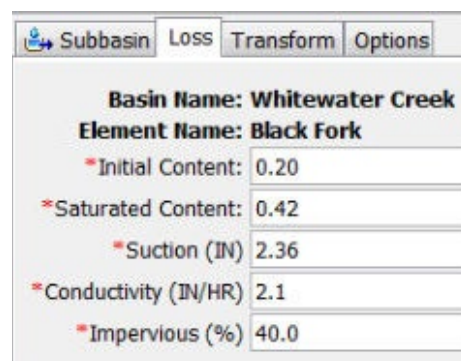 Subbasin Loss Transform Options
Basin Name: Whitewater Creek
Element Name: Black Fork
*Initial Content: 0.20
*Saturated Content: 0.42
*Suction (IN) 2.36
*Conductivity (IN/HR) 2.1
*Impervious (%) 40.0